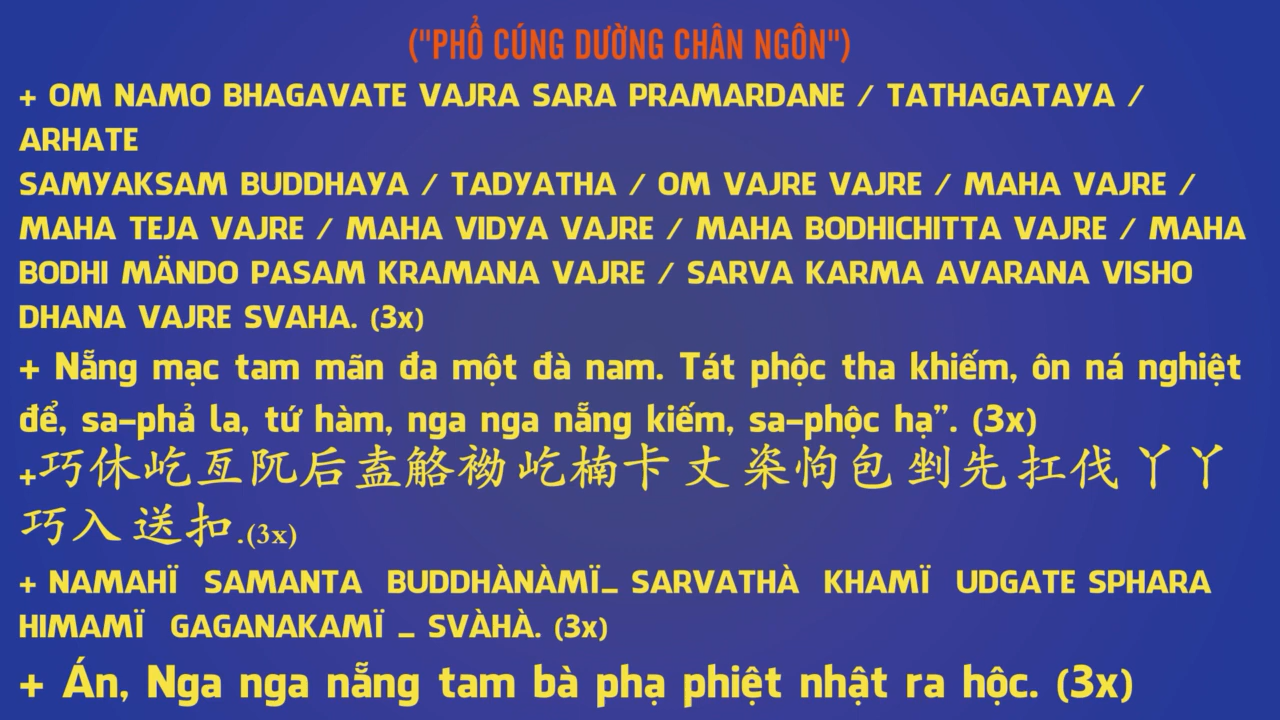 ("PHỔ CÚNG DƯỜNG CHÂN NGÔN")
+ OM NAMO BHAGAVATE VAJRA SARA PRAMARDANE / TATHAGATAYA /
ARHATE
SAMYAKSAM BUDDHAYA / TADYATHA / OM VAJRE VAJRE / MAHA VAJRE /
MAHA TEJA VAJRE / MAHA VIDYA VAJRE / MAHA BODHICHITTA VAJRE / MAHA
BODHI MÄNDO PASAM KRAMANA VAJRE / SARVA KARMA AVARANA VISHO
DHANA VAJRE SVAHA. (3x)
+ Nẵng mạc tam mãn đa một đà nam. Tát phộc tha khiếm, ôn ná nghiệt
để, sa-phả la, tứ hàm, nga nga nẵng kiếm, sa-phộc hạ”. (3x)
+巧休屹亙阢后盍觡袎屹楠卡丈栥怐包剉先扛伐丫丫
巧入送扣.(3x)
+ NAMAHÏ SAMANTA BUDDHÀNÀMÏ_ SARVATHÀ KHAMÏ UDGATE SPHARA
HIMAMÏ GAGANAKAMÏ _ SVÀHÀ. (3x)
+ Án, Nga nga nẵng tam bà phạ phiệt nhật ra hộc. (3x)